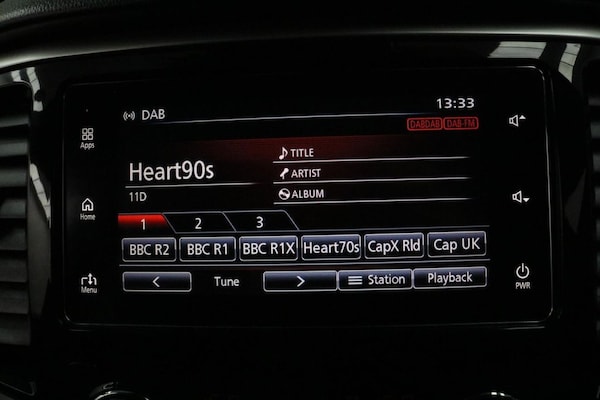 DAB
13:33
DABDAB DAB-FM
Apps
Heart90s
11D
TITLE
ARTIST
ALBUM
Home
1 2 3
BBC R2 BBC R1 BBC R1X Heart70s CapX Rld Cap UK
Menu
< Tune > Station Playback
PWR